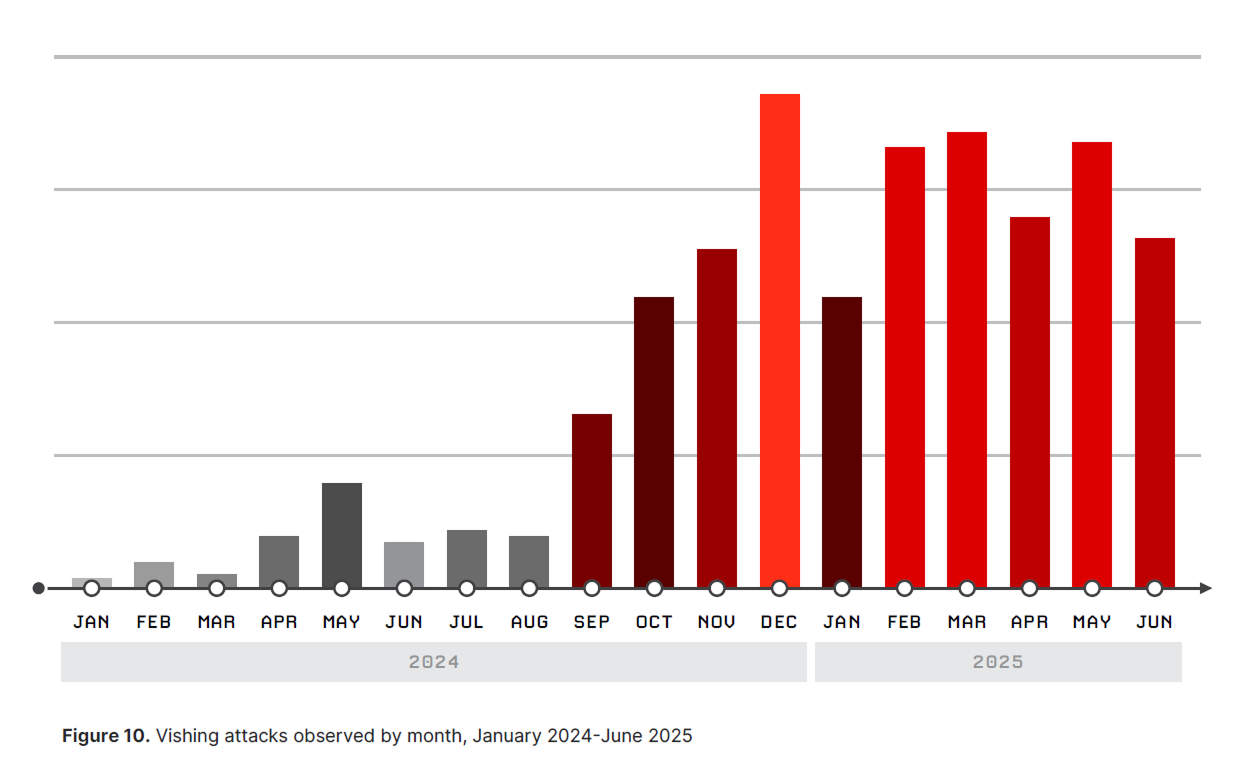 JAN FEB MAR APR MAY JUN JUL AUG SEP OCT NOV DEC JAN FEB MAR APR MAY JUN
2024 2025
Figure 10. Vishing attacks observed by month, January 2024-June 2025